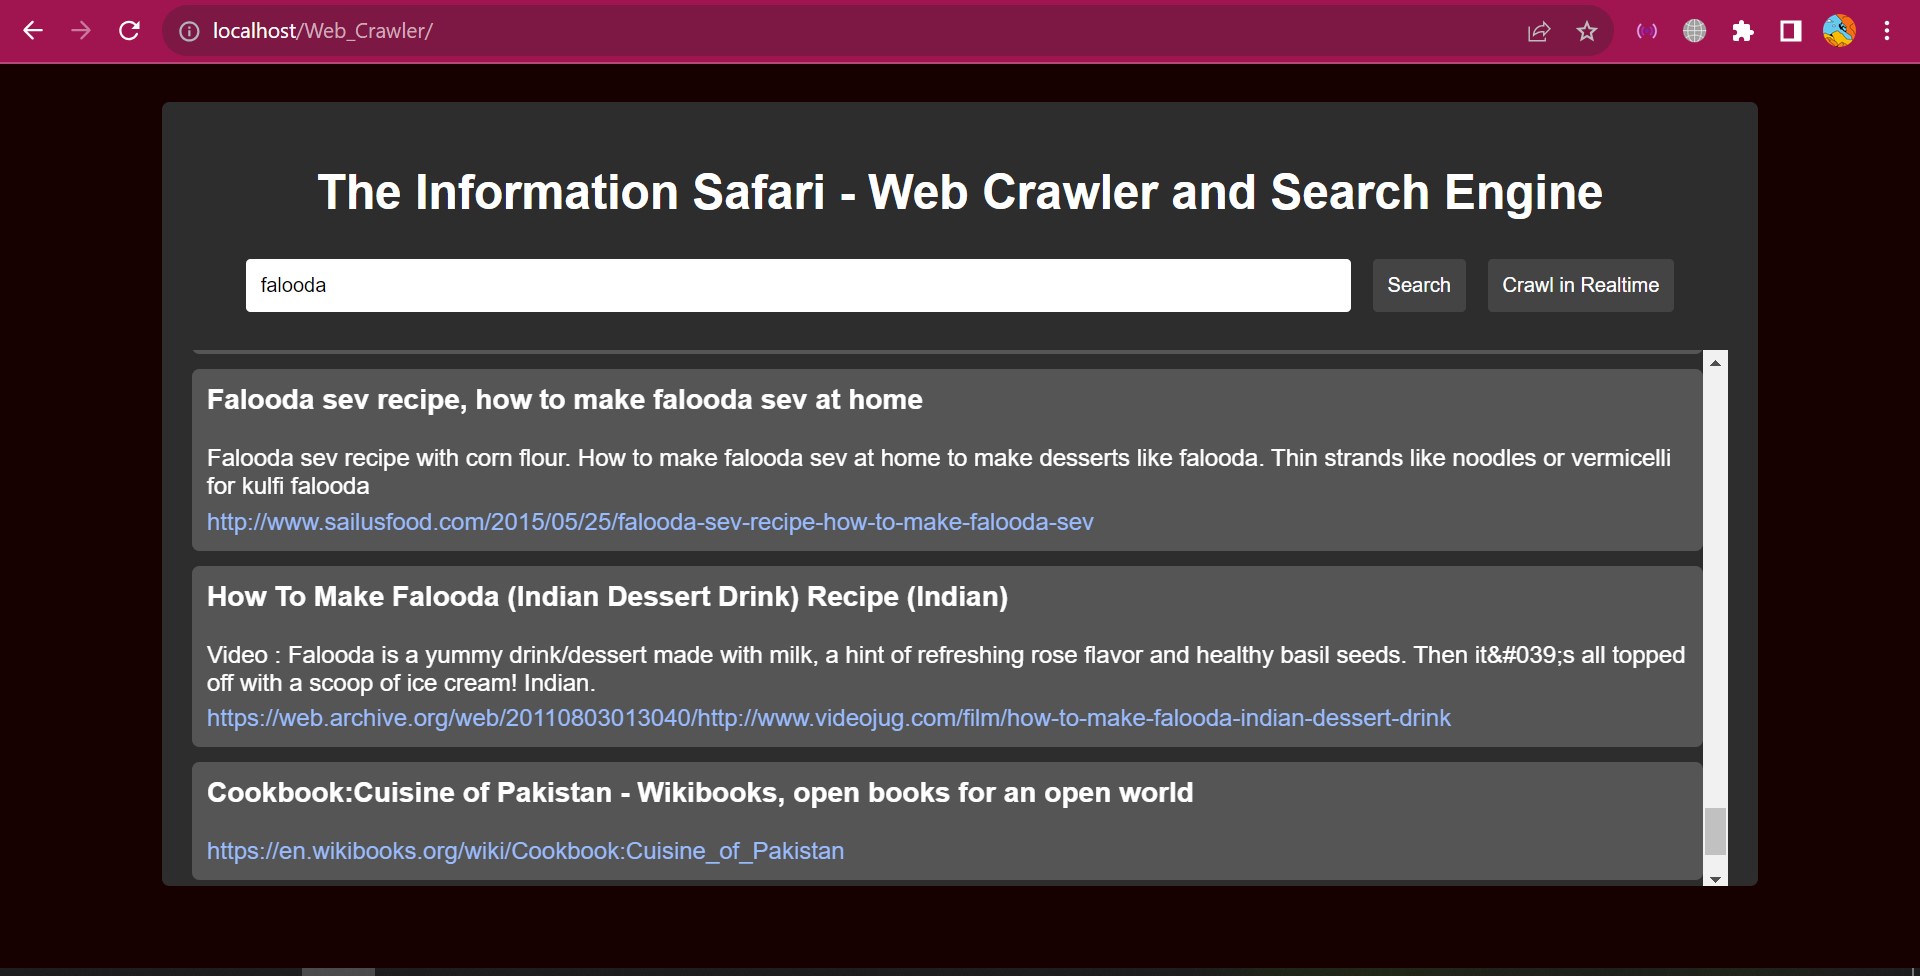 localhost/Web_Crawler/
The Information Safari - Web Crawler and Search Engine
falooda
Search
Crawl in Realtime
Falooda sev recipe, how to make falooda sev at home
Falooda sev recipe with corn flour. How to make falooda sev at home to make desserts like falooda. Thin strands like noodles or vermicelli
for kulfi falooda
http://www.sailusfood.com/2015/05/25/falooda-sev-recipe-how-to-make-falooda-sev
How To Make Falooda (Indian Dessert Drink) Recipe (Indian)
Video : Falooda is a yummy drink/dessert made with milk, a hint of refreshing rose flavor and healthy basil seeds. Then it&#039;s all topped
off with a scoop of ice cream! Indian.
https://web.archive.org/web/20110803013040/http://www.videojug.com/film/how-to-make-falooda-indian-dessert-drink
Cookbook:Cuisine of Pakistan - Wikibooks, open books for an open world
https://en.wikibooks.org/wiki/Cookbook:Cuisine_of_Pakistan